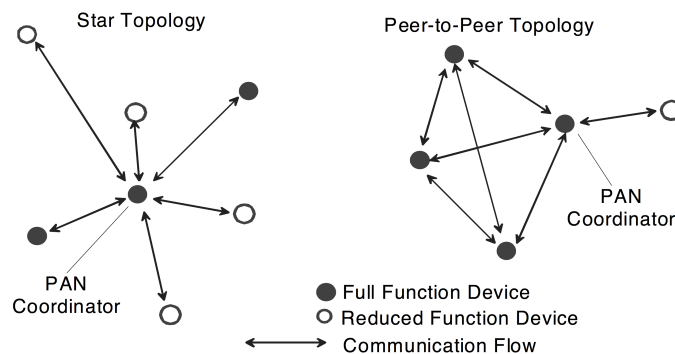 Star Topology
Peer-to-Peer Topology
PAN
Coordinator
PAN
Coordinator
Full Function Device
Reduced Function Device
Communication Flow